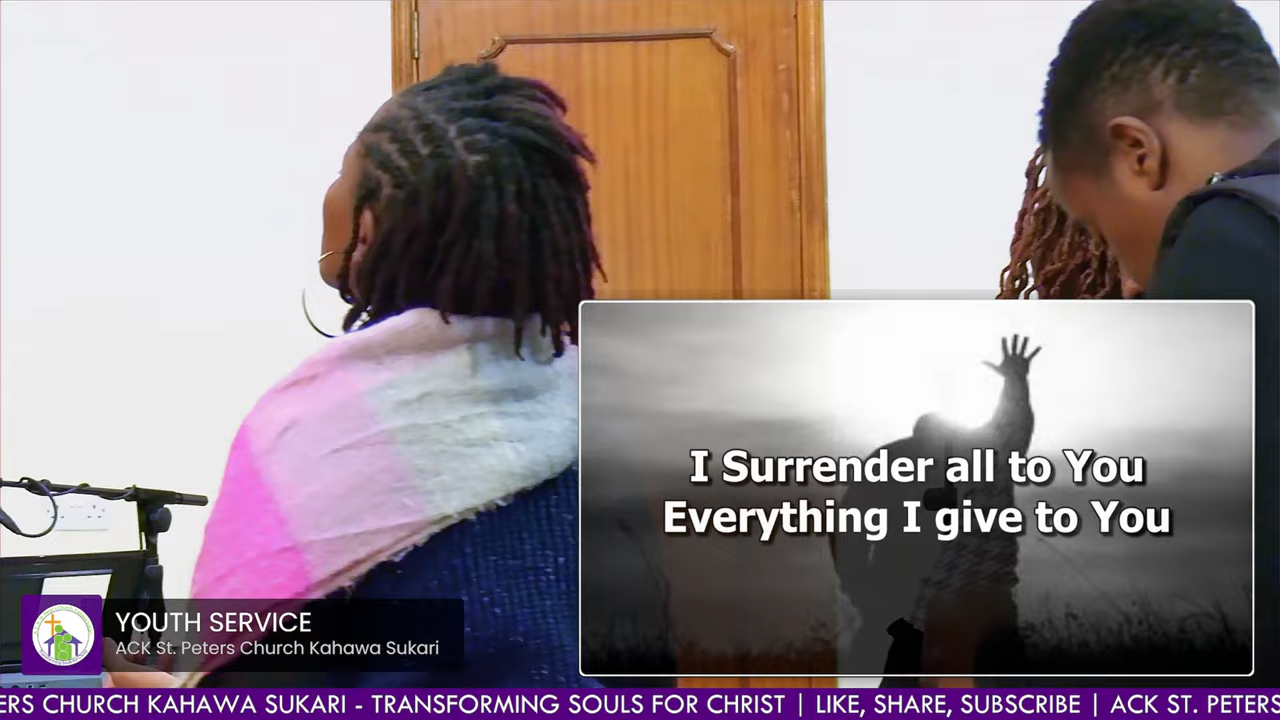 I Surrender all to You
Everything I give to You
YOUTH SERVICE
ACK St. Peters Church Kahawa Sukari
ERS CHURCH KAHAWA SUKARI - TRANSFORMING SOULS FOR CHRIST | LIKE, SHARE, SUBSCRIBE | ACK ST. PETERS